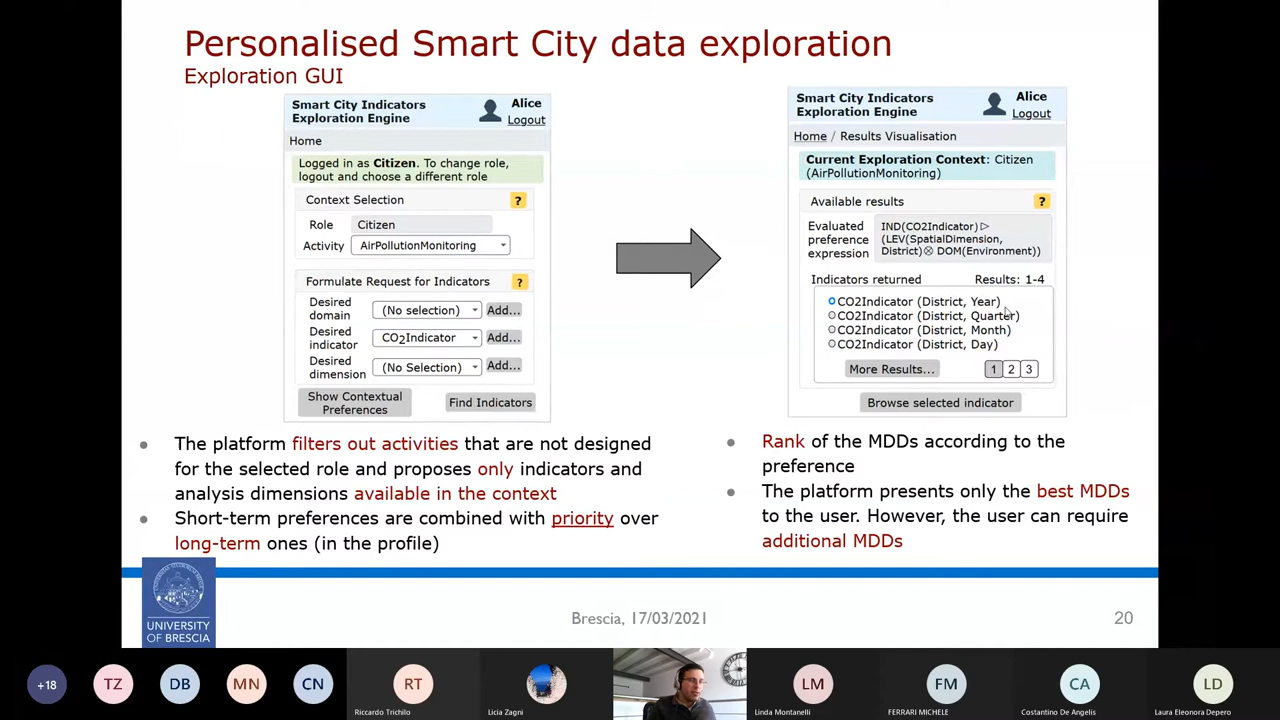 Personalised Smart City data exploration
Exploration GUI
Smart City Indicators
Exploration Engine
Alice
Logout
Home
Logged in as Citizen. To change role,
logout and choose a different role
Context Selection
?
Role
Citizen
Activity
AirPollutionMonitoring
Formulate Request for Indicators
?
Desired
domain
(No selection)
Add...
Desired
indicator
CO2Indicator
Add...
Desired
dimension
(No Selection)
Add...
Show Contextual
Preferences
Find Indicators
Smart City Indicators
Exploration Engine
Alice
Logout
Home / Results Visualisation
Current Exploration Context: Citizen
(AirPollutionMonitoring)
Available results
?
Evaluated
preference
expression
IND(CO2Indicator) ▷
(LEV(SpatialDimension,
District)⊗ DOM(Environment))
Indicators returned
Results: 1-4
CO2Indicator (District, Year)
CO2Indicator (District, Quarter)
CO2Indicator (District, Month)
CO2Indicator (District, Day)
More Results...
1 2 3
Browse selected indicator
• The platform filters out activities that are not designed
for the selected role and proposes only indicators and
analysis dimensions available in the context
• Short-term preferences are combined with priority over
long-term ones (in the profile)
• Rank of the MDDs according to the
preference
• The platform presents only the best MDDs
to the user. However, the user can require
additional MDDs
UNIVERSITY
OF BRESCIA
Brescia, 17/03/2021
20
+18
TZ
DB
MN
CN
RT
Riccardo Trichilo
Licia Zagni
LM
Linda Montanelli
FM
FERRARI MICHELE
CA
Costantino De Angelis
LD
Laura Eleonora Depero